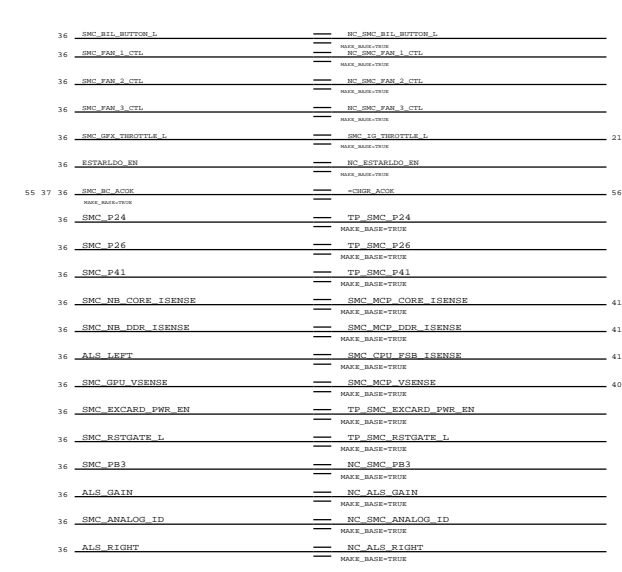 36 SMC_BIL_BUTTON_L NC_SMC_BIL_BUTTON_L
MAKE_BASE=TRUE
36 SMC_FAN_1_CTL NC_SMC_FAN_1_CTL
MAKE_BASE=TRUE
36 SMC_FAN_2_CTL NC_SMC_FAN_2_CTL
MAKE_BASE=TRUE
36 SMC_FAN_3_CTL NC_SMC_FAN_3_CTL
MAKE_BASE=TRUE
36 SMC_GFX_THROTTLE_L SMC_IG_THROTTLE_L 21
MAKE_BASE=TRUE
36 ESTARLDO_EN NC_ESTARLDO_EN
MAKE_BASE=TRUE
55 37 36 SMC_BC_ACOK =CHGR_ACOK 56
MAKE_BASE=TRUE
36 SMC_P24 TP_SMC_P24
MAKE_BASE=TRUE
36 SMC_P26 TP_SMC_P26
MAKE_BASE=TRUE
36 SMC_P41 TP_SMC_P41
MAKE_BASE=TRUE
36 SMC_NB_CORE_ISENSE SMC_MCP_CORE_ISENSE 41
MAKE_BASE=TRUE
36 SMC_NB_DDR_ISENSE SMC_MCP_DDR_ISENSE 41
MAKE_BASE=TRUE
36 ALS_LEFT SMC_CPU_FSB_ISENSE 41
MAKE_BASE=TRUE
36 SMC_GPU_VSENSE SMC_MCP_VSENSE 40
MAKE_BASE=TRUE
36 SMC_EXCARD_PWR_EN TP_SMC_EXCARD_PWR_EN
MAKE_BASE=TRUE
36 SMC_RSTGATE_L TP_SMC_RSTGATE_L
MAKE_BASE=TRUE
36 SMC_PB3 NC_SMC_PB3
MAKE_BASE=TRUE
36 ALS_GAIN NC_ALS_GAIN
MAKE_BASE=TRUE
36 SMC_ANALOG_ID NC_SMC_ANALOG_ID
MAKE_BASE=TRUE
36 ALS_RIGHT NC_ALS_RIGHT
MAKE_BASE=TRUE